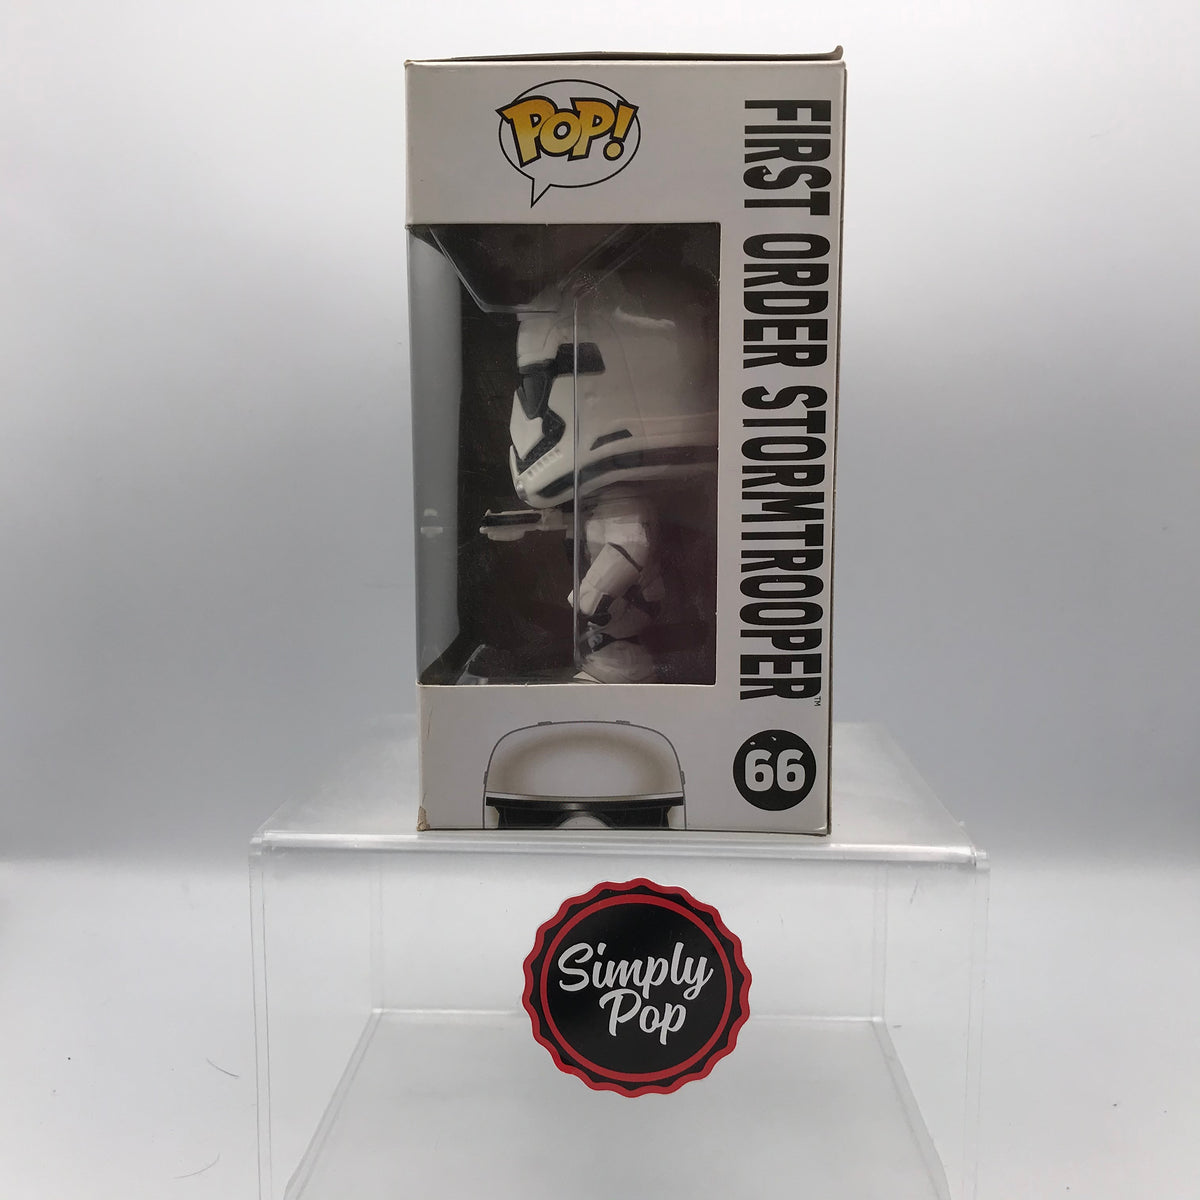 POP!
FIRST ORDER STORMTROOPER™
66
Simply
Pop